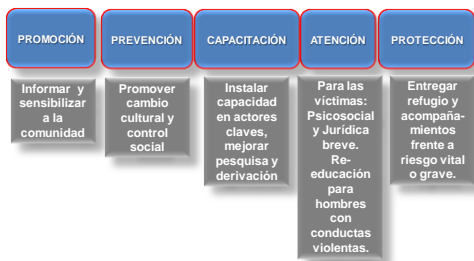 PROMOCIÓN
PREVENCIÓN
CAPACITACIÓN
ATENCIÓN
PROTECCIÓN
Informar y
sensibilizar
a la
comunidad
Promover
cambio
cultural y
control
social
Instalar
capacidad
en actores
claves,
mejorar
pesquisa y
derivación
Para las
víctimas:
Psicosocial
y Jurídica
breve.
Re-
educación
para
hombres
con
conductas
violentas.
Entregar
refugio y
acompaña-
mientos
frente a
riesgo vital
o grave.